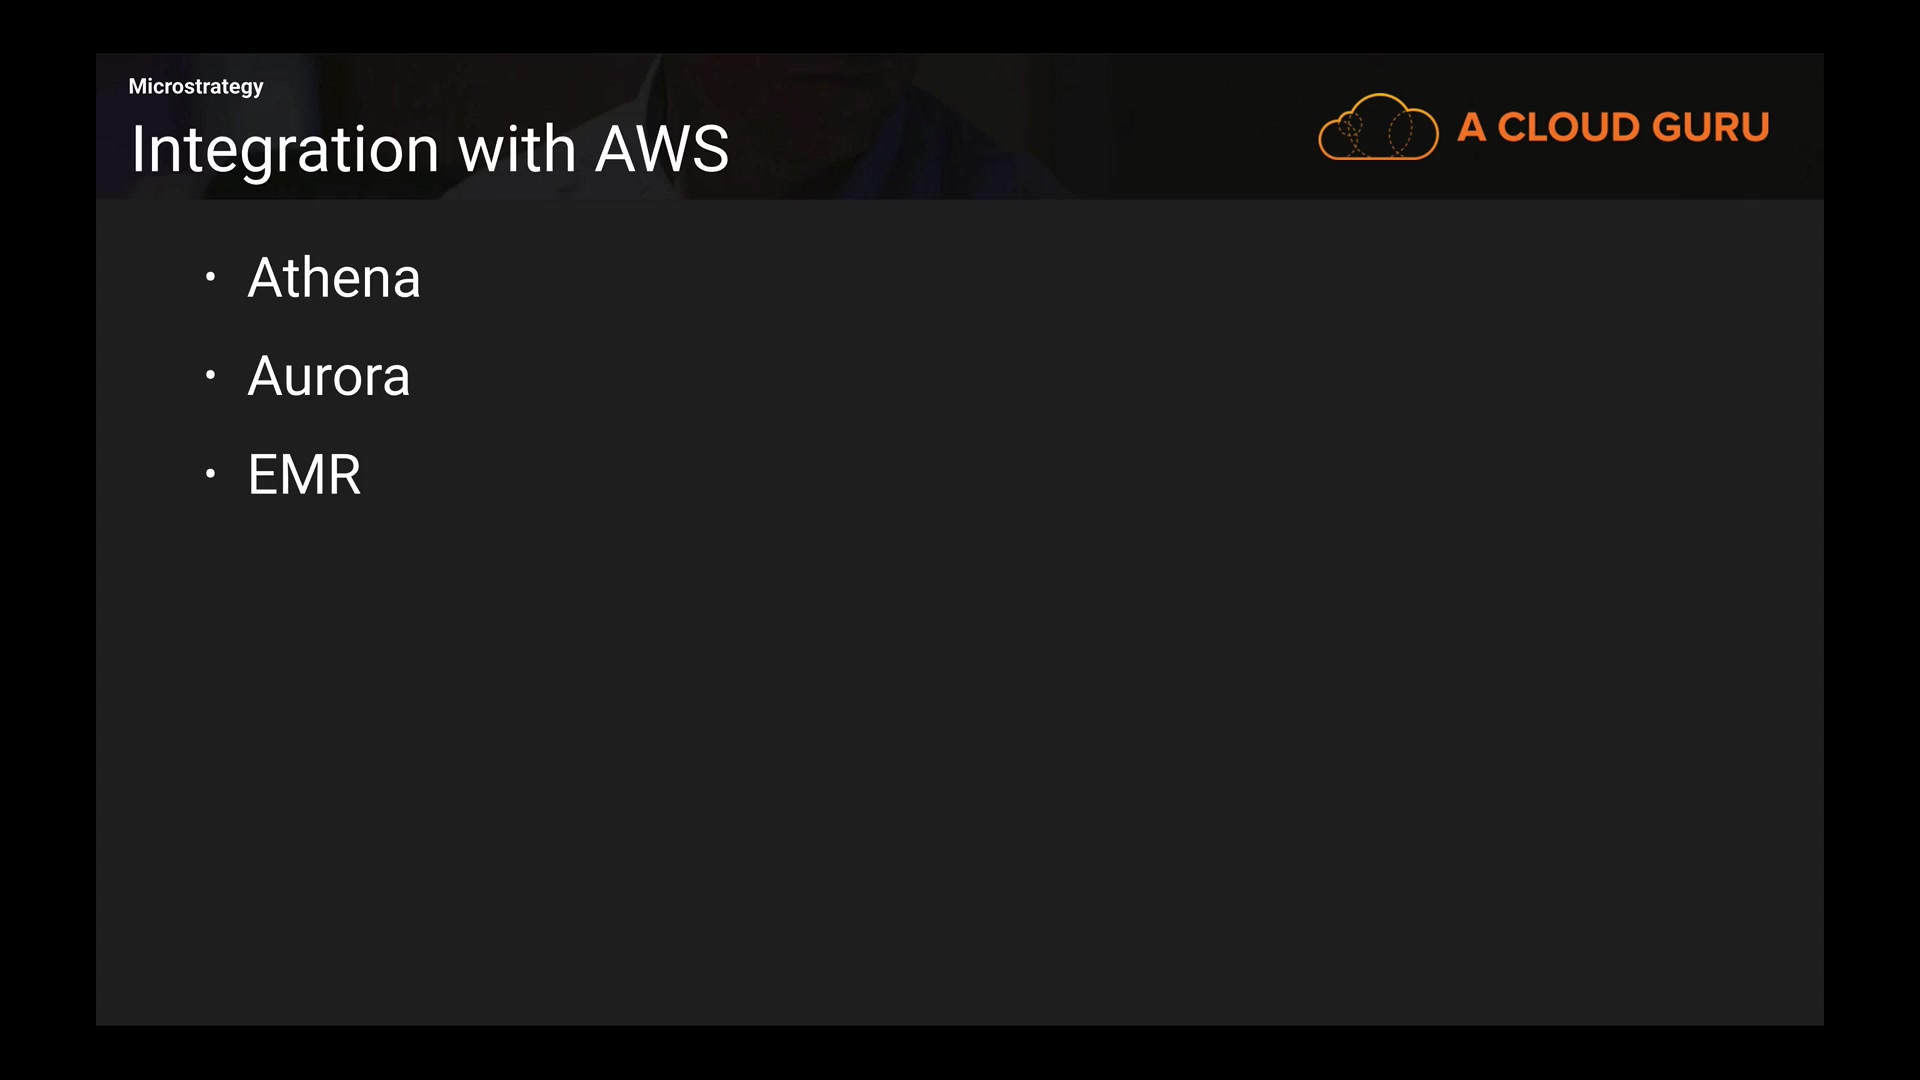 Microstrategy
Integration with AWS
A CLOUD GURU
• Athena
• Aurora
• EMR